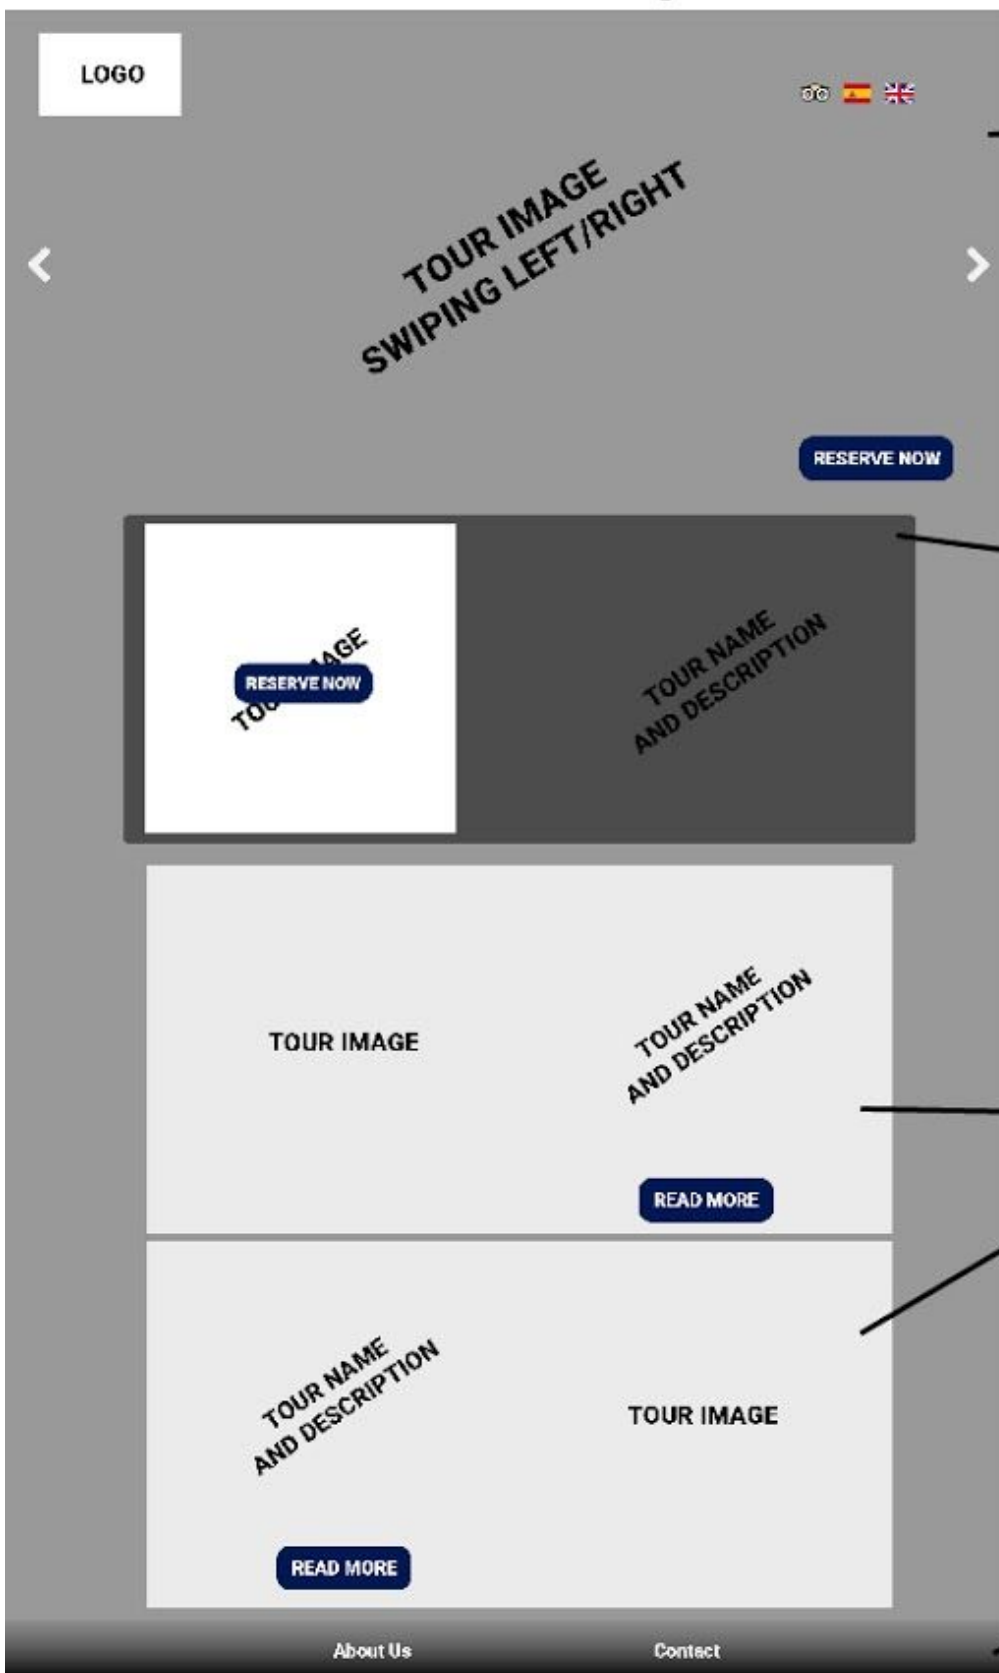 LOGO
TOUR IMAGE
SWIPING LEFT/RIGHT
RESERVE NOW
RESERVE NOW
TOUR NAME
AND DESCRIPTION
TOUR IMAGE
TOUR NAME
AND DESCRIPTION
READ MORE
TOUR NAME
AND DESCRIPTION
TOUR IMAGE
READ MORE
About Us
Contact